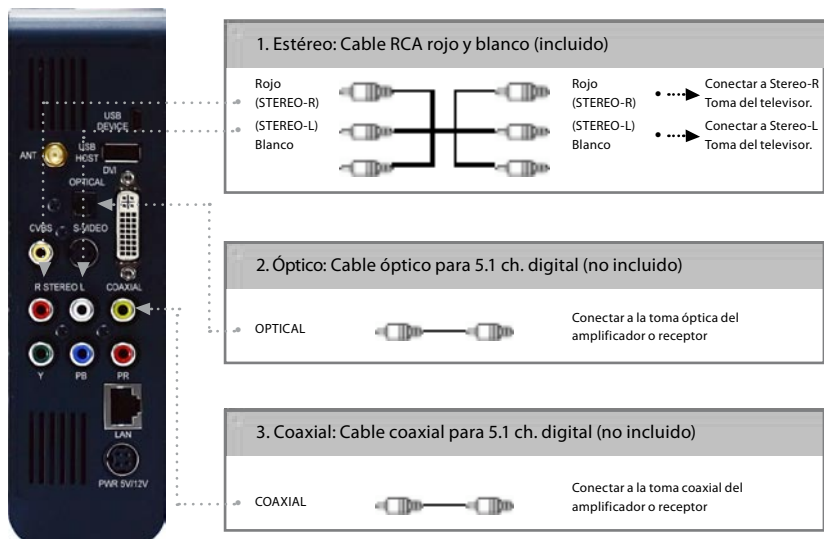 USB
DEVICE
ANT
USB
HOST
DVI
OPTICAL
CVBS
S-VIDEO
R STEREO L
COAXIAL
Y
PB
PR
LAN
PWR 5V/12V
1. Estéreo: Cable RCA rojo y blanco (incluido)
Rojo
(STEREO-R)
(STEREO-L)
Blanco
Rojo
(STEREO-R)
(STEREO-L)
Blanco
Conectar a Stereo-R
Toma del televisor.
Conectar a Stereo-L
Toma del televisor.
2. Óptico: Cable óptico para 5.1 ch. digital (no incluido)
OPTICAL
Conectar a la toma óptica del
amplificador o receptor
3. Coaxial: Cable coaxial para 5.1 ch. digital (no incluido)
COAXIAL
Conectar a la toma coaxial del
amplificador o receptor